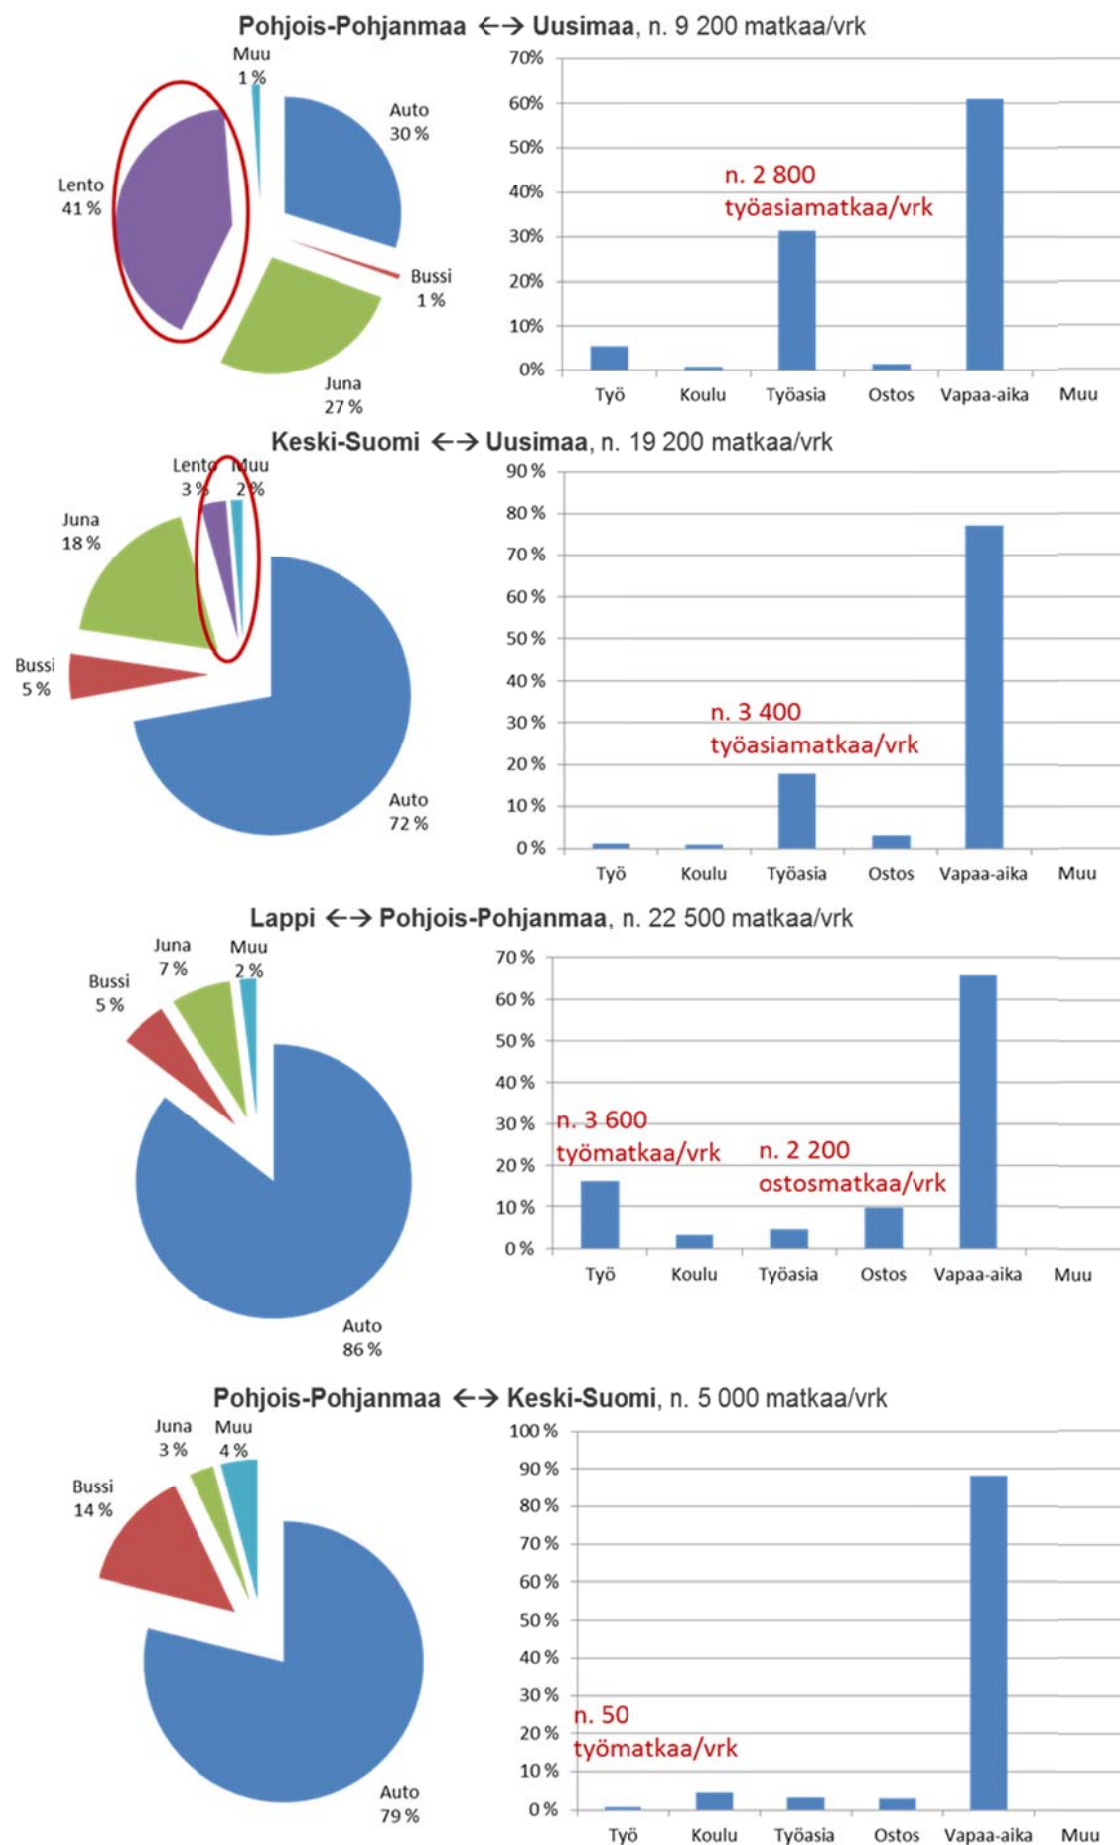 Pohjois-Pohjanmaa ←→ Uusimaa, n. 9 200 matkaa/vrk
Muu
1 %
Auto
30 %
Lento
41 %
Bussi
1 %
Juna
27 %
70%
60%
50%
40%
30%
20%
10%
0%
n. 2 800
työasiamatkaa/vrk
Työ Koulu Työasia Ostos Vapaa-aika Muu
Keski-Suomi ←→ Uusimaa, n. 19 200 matkaa/vrk
Lento
3 %
Muu
2 %
Juna
18 %
Bussi
5 %
Auto
72 %
90 %
80 %
70 %
60 %
50 %
40 %
30 %
20 %
10 %
0 %
n. 3 400
työasiamatkaa/vrk
Työ Koulu Työasia Ostos Vapaa-aika Muu
Lappi ←→ Pohjois-Pohjanmaa, n. 22 500 matkaa/vrk
Juna
7 %
Muu
2 %
Bussi
5 %
Auto
86 %
70 %
60 %
50 %
40 %
30 %
20 %
10 %
0 %
n. 3 600
työmatkaa/vrk
n. 2 200
ostosmatkaa/vrk
Työ Koulu Työasia Ostos Vapaa-aika Muu
Pohjois-Pohjanmaa ←→ Keski-Suomi, n. 5 000 matkaa/vrk
Juna
3 %
Muu
4 %
Bussi
14 %
Auto
79 %
100 %
90 %
80 %
70 %
60 %
50 %
40 %
30 %
20 %
10 %
0 %
n. 50
työmatkaa/vrk
Työ Koulu Työasia Ostos Vapaa-aika Muu